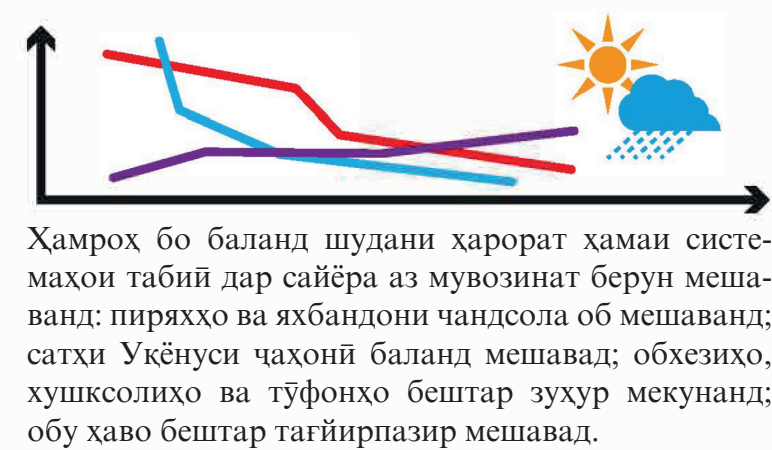 Ҳамроҳ бо баланд шудани ҳарорат ҳамаи систе-
маҳои табиӣ дар сайёра аз мувозинат берун меша-
ванд: пиряхҳо ва яхбандони чандсола об мешаванд;
сатҳи Уқёнуси ҷаҳонӣ баланд мешавад; обхезиҳо,
хушксолиҳо ва тӯфонҳо бештар зуҳур мекунанд;
обу ҳаво бештар тағйирпазир мешавад.